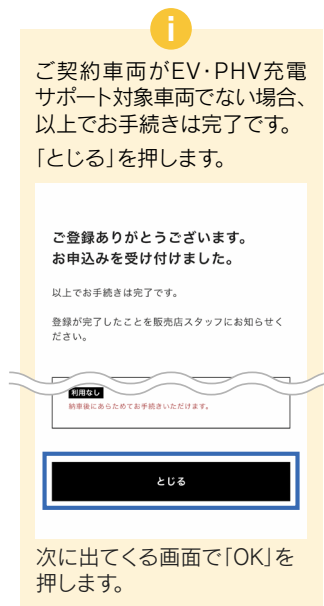 i
ご契約車両がEV・PHV充電
サポート対象車両でない場合、
以上でお手続きは完了です。
「とじる」を押します。
ご登録ありがとうございます。
お申込みを受け付けました。
以上でお手続きは完了です。
登録が完了したことを販売店スタッフにお知らせく
ださい。
利用なし
納車後にあらためてお手続きいただけます。
とじる
次に出てくる画面で「OK」を
押します。